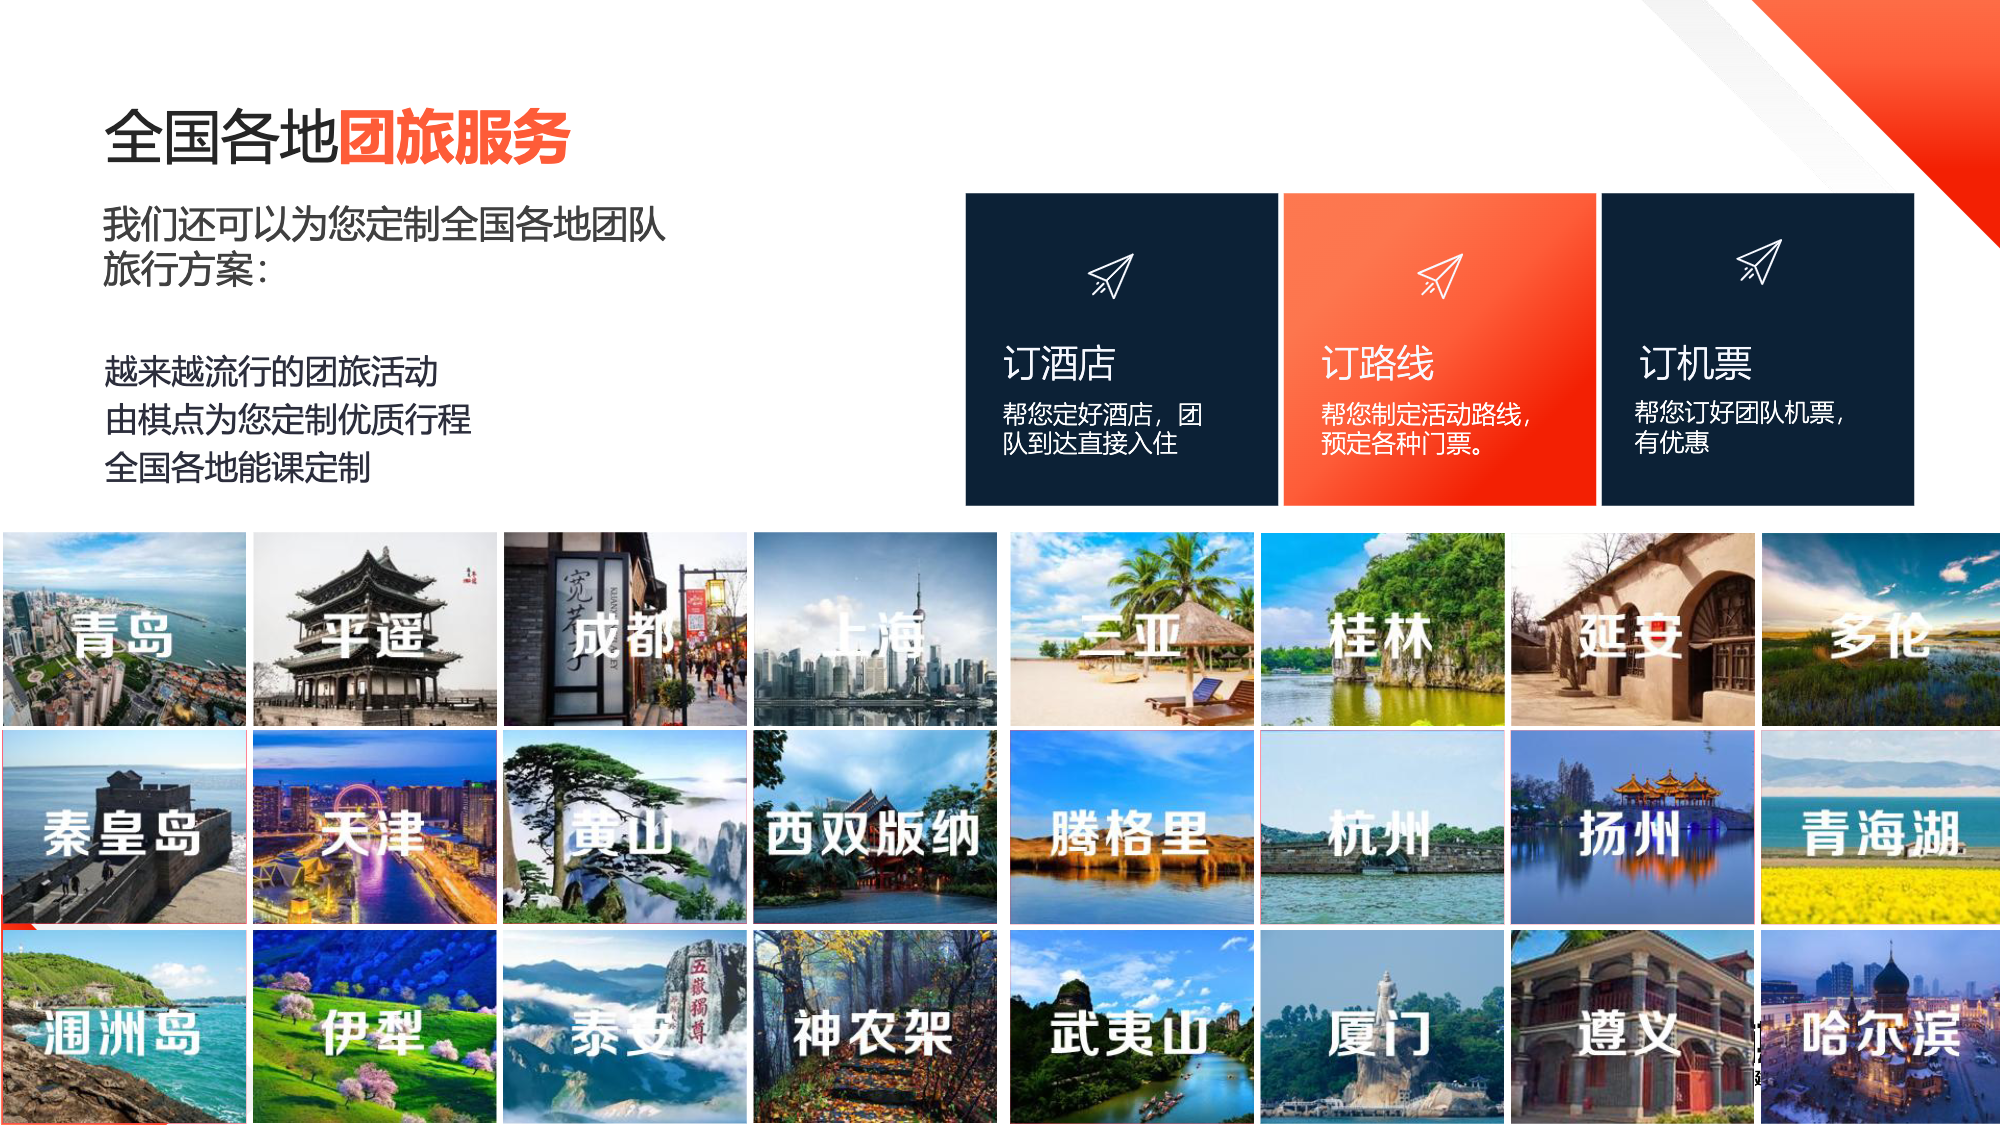 全国各地团旅服务
我们还可以为您定制全国各地团队
旅行方案：
越来越流行的团旅活动
由棋点为您定制优质行程
全国各地能课定制
订酒店
帮您定好酒店，团
队到达直接入住
订路线
帮您制定活动路线，
预定各种门票。
订机票
帮您订好团队机票，
有优惠
青岛
平遥
宽巷子
成都
上海
三亚
桂林
延安
多伦
秦皇岛
天津
黄山
西双版纳
腾格里
杭州
扬州
青海湖
涠洲岛
伊犁
五嶽獨尊
泰安
神农架
武夷山
厦门
遵义
哈尔滨